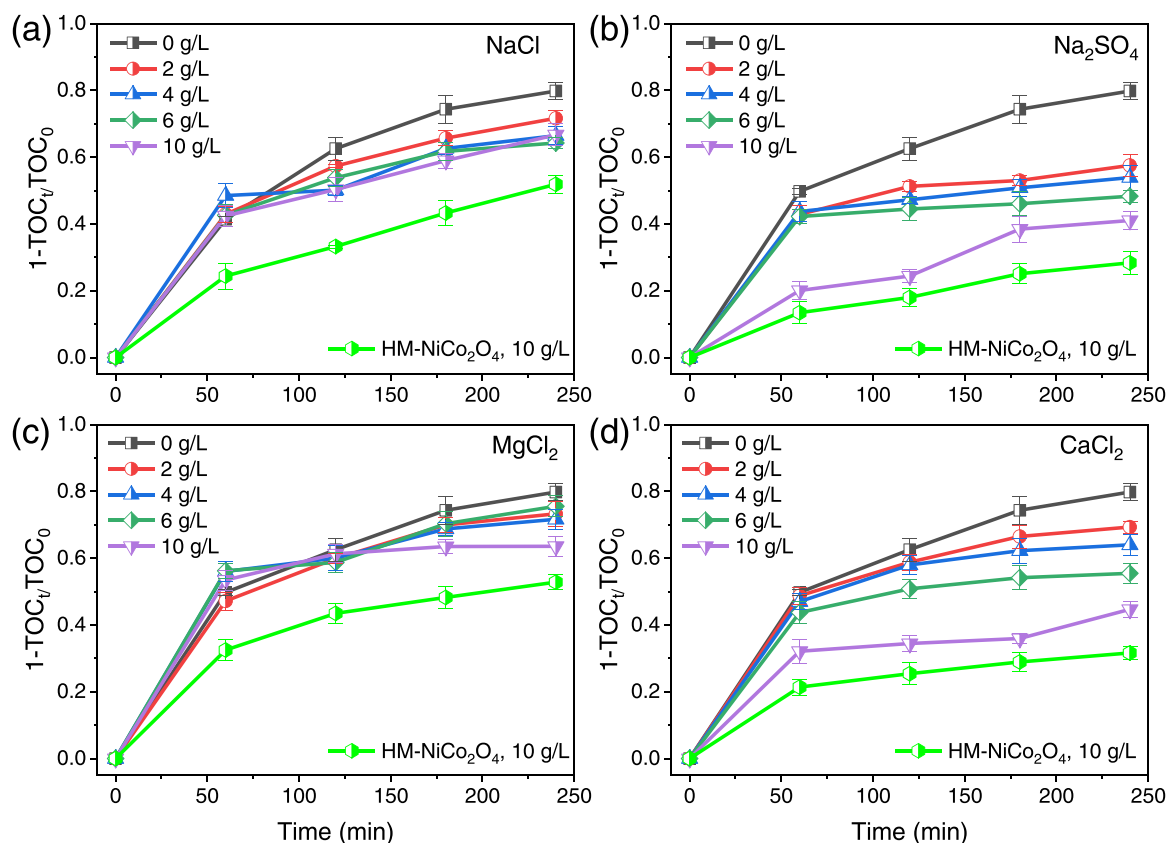 (a)
NaCl
0 g/L
2 g/L
4 g/L
6 g/L
10 g/L
HM-NiCo₂O₄, 10 g/L
1-TOCₜ/TOC₀
1.0
0.8
0.6
0.4
0.2
0.0
0 50 100 150 200 250
(b)
Na₂SO₄
0 g/L
2 g/L
4 g/L
6 g/L
10 g/L
HM-NiCo₂O₄, 10 g/L
1-TOCₜ/TOC₀
1.0
0.8
0.6
0.4
0.2
0.0
0 50 100 150 200 250
(c)
MgCl₂
0 g/L
2 g/L
4 g/L
6 g/L
10 g/L
HM-NiCo₂O₄, 10 g/L
1-TOCₜ/TOC₀
1.0
0.8
0.6
0.4
0.2
0.0
0 50 100 150 200 250
Time (min)
(d)
CaCl₂
0 g/L
2 g/L
4 g/L
6 g/L
10 g/L
HM-NiCo₂O₄, 10 g/L
1-TOCₜ/TOC₀
1.0
0.8
0.6
0.4
0.2
0.0
0 50 100 150 200 250
Time (min)